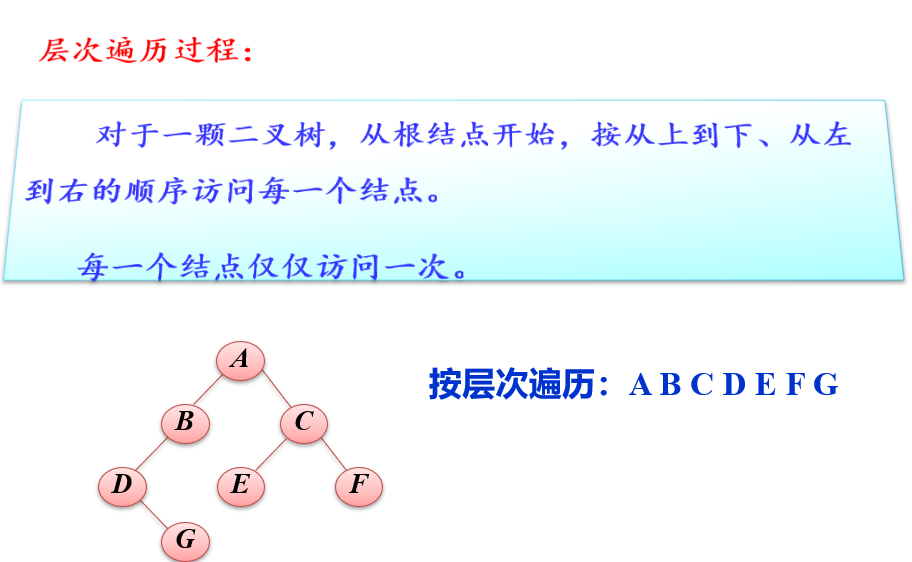 层次遍历过程：
对于一颗二叉树，从根结点开始，按从上到下、从左
到右的顺序访问每一个结点。
每一个结点仅仅访问一次。
A
按层次遍历：A B C D E F G
B C
D E F
G